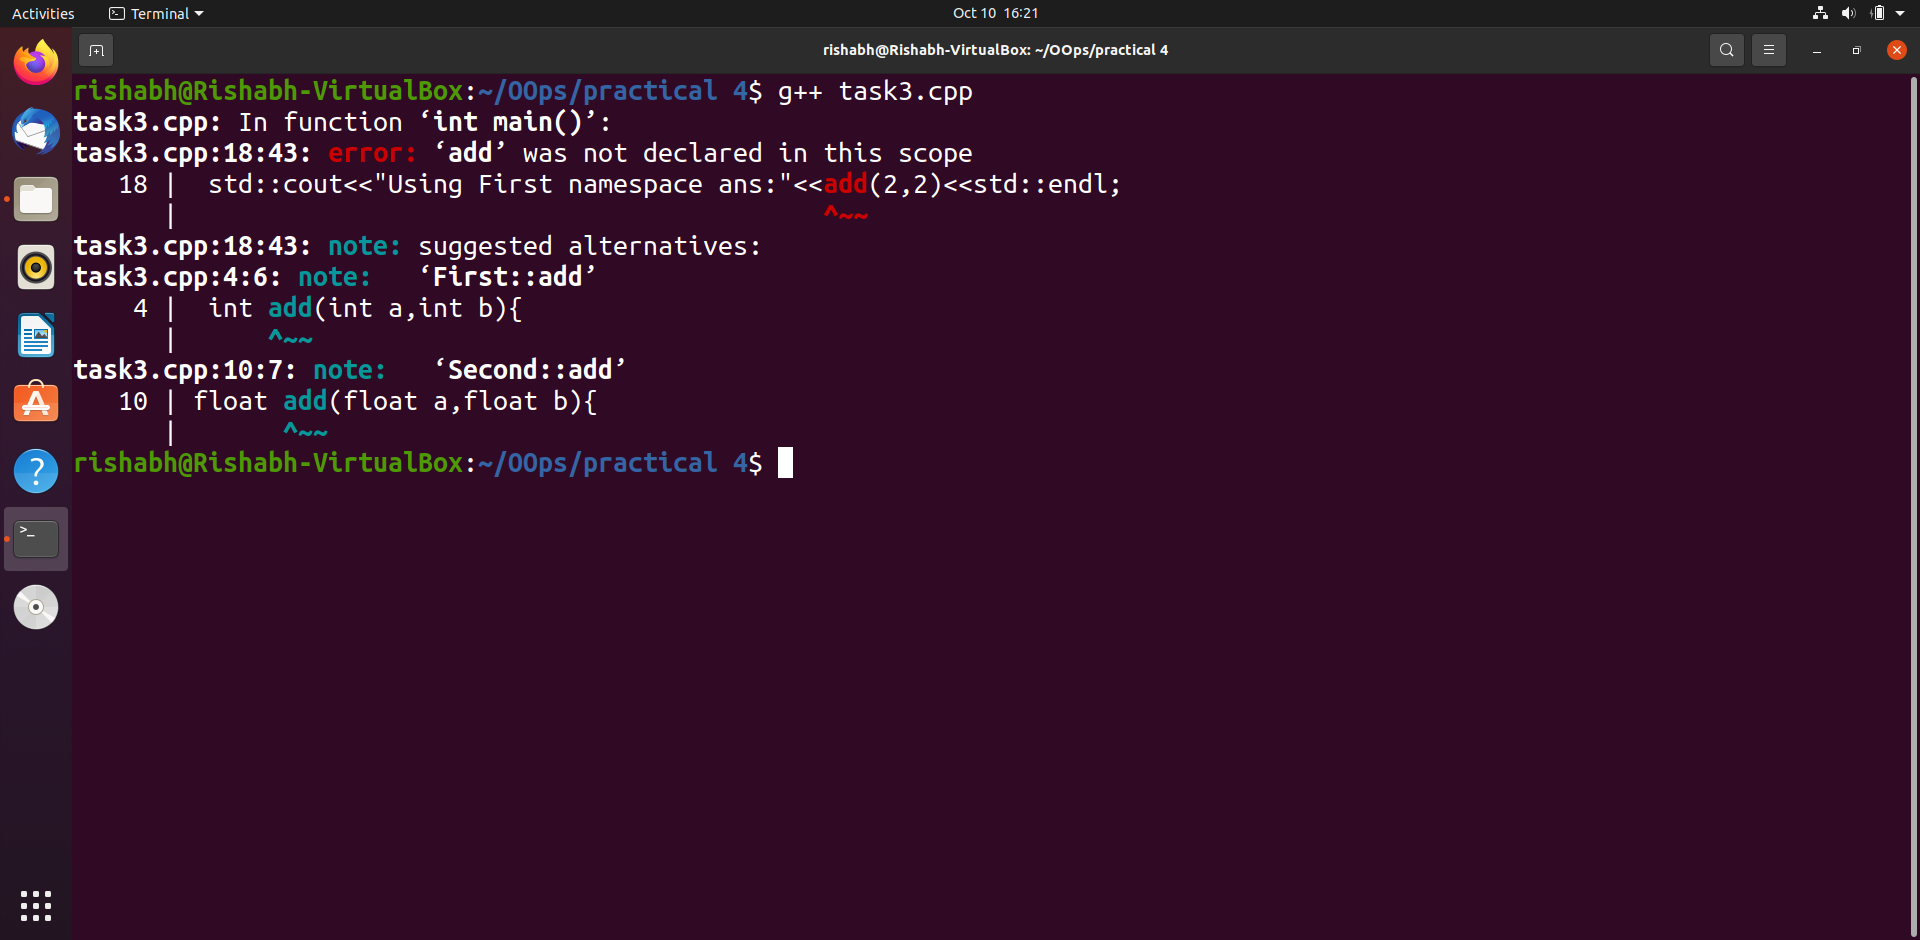 Activities Terminal Oct 10 16:21
rishabh@Rishabh-VirtualBox: ~/OOps/practical 4
rishabh@Rishabh-VirtualBox:~/OOps/practical 4$ g++ task3.cpp
task3.cpp: In function ‘int main()’:
task3.cpp:18:43: error: ‘add’ was not declared in this scope
   18 |  std::cout<<"Using First namespace ans:"<<add(2,2)<<std::endl;
      |                                           ^~~
task3.cpp:18:43: note: suggested alternatives:
task3.cpp:4:6: note:   ‘First::add’
    4 |  int add(int a,int b){
      |      ^~~
task3.cpp:10:7: note:   ‘Second::add’
   10 | float add(float a,float b){
      |       ^~~
rishabh@Rishabh-VirtualBox:~/OOps/practical 4$